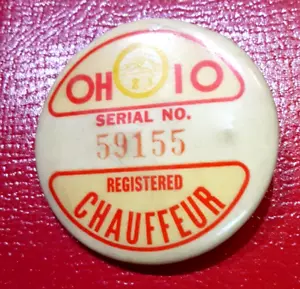 OHIO
SERIAL NO.
59155
REGISTERED
CHAUFFEUR